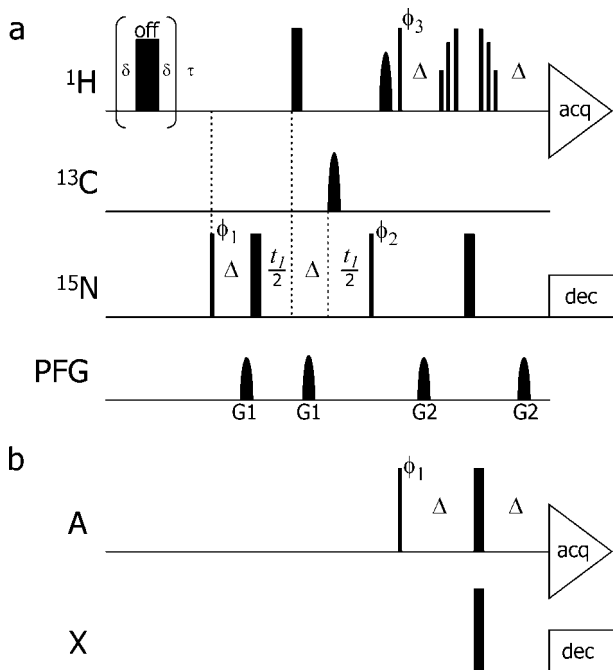 a
off
δ δ τ
¹H
ϕ₃
Δ Δ
acq
¹³C
ϕ₁ ϕ₂
¹⁵N
Δ t₁/2 Δ t₁/2
dec
PFG
G1 G1 G2 G2
b
ϕ₁
A
Δ Δ
acq
X
dec